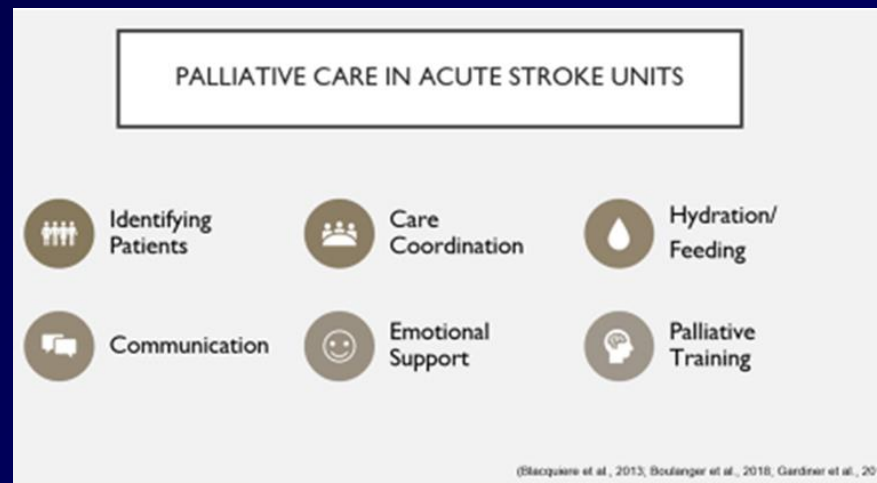 PALLIATIVE CARE IN ACUTE STROKE UNITS
Identifying
Patients
Care
Coordination
Hydration/
Feeding
Communication
Emotional
Support
Palliative
Training
(Blacquiere et al., 2013; Boulanger et al., 2018; Gardiner et al., 20